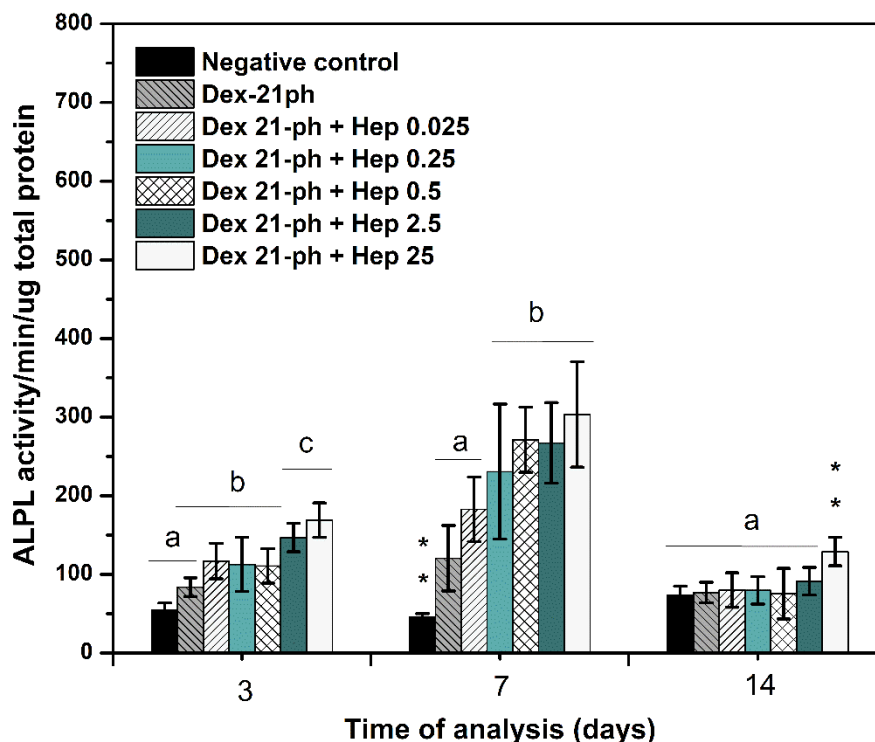 800
700
600
500
400
300
200
100
0
ALPL activity/min/ug total protein
Negative control
Dex-21ph
Dex 21-ph + Hep 0.025
Dex 21-ph + Hep 0.25
Dex 21-ph + Hep 0.5
Dex 21-ph + Hep 2.5
Dex 21-ph + Hep 25
a
b
c
*
*
a
b
a
*
*
3
7
14
Time of analysis (days)